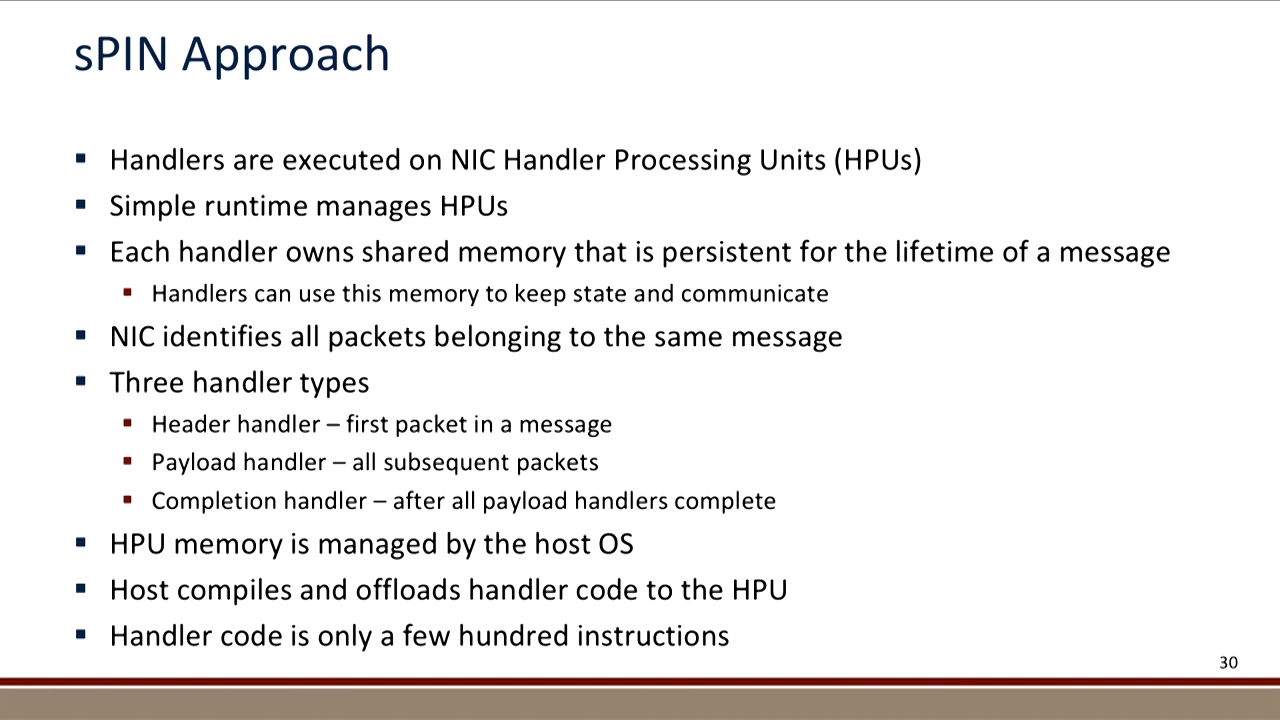 sPIN Approach
▪ Handlers are executed on NIC Handler Processing Units (HPUs)
▪ Simple runtime manages HPUs
▪ Each handler owns shared memory that is persistent for the lifetime of a message
▪ Handlers can use this memory to keep state and communicate
▪ NIC identifies all packets belonging to the same message
▪ Three handler types
▪ Header handler – first packet in a message
▪ Payload handler – all subsequent packets
▪ Completion handler – after all payload handlers complete
▪ HPU memory is managed by the host OS
▪ Host compiles and offloads handler code to the HPU
▪ Handler code is only a few hundred instructions
30